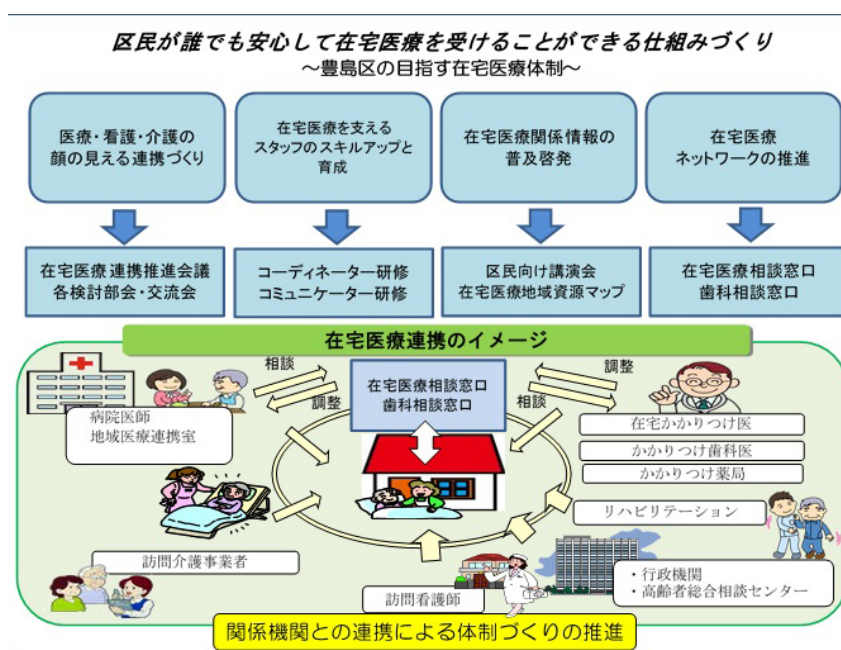 区民が誰でも安心して在宅医療を受けることができる仕組みづくり
～豊島区の目指す在宅医療体制～
医療・看護・介護の
顔の見える連携づくり
在宅医療を支える
スタッフのスキルアップと
育成
在宅医療関係情報の
普及啓発
在宅医療
ネットワークの推進
在宅医療連携推進会議
各検討部会・交流会
コーディネーター研修
コミュニケーター研修
区民向け講演会
在宅医療地域資源マップ
在宅医療相談窓口
歯科相談窓口
在宅医療連携のイメージ
相談
調整
在宅医療相談窓口
歯科相談窓口
調整
相談
病院医師
地域医療連携室
在宅かかりつけ医
かかりつけ歯科医
かかりつけ薬局
リハビリテーション
訪問介護事業者
訪問看護師
・行政機関
・高齢者総合相談センター
関係機関との連携による体制づくりの推進